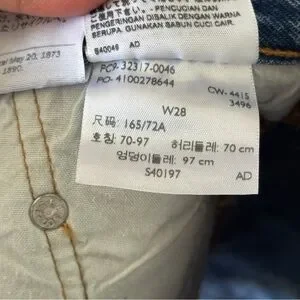 PENCUCIAN DAN
PENGERINGAN DISALIK DENGAN WARNA
SERUPA. GUNAKAN SABUN CUCI CAIR.
S40046 AD
May 20, 1873
1890.
PC9-32317-0046
PO-4100278644
CW-4415
3496
W28
尺码: 165/72A
호칭: 70-97 허리둘레: 70 cm
엉덩이둘레: 97 cm
S40197 AD